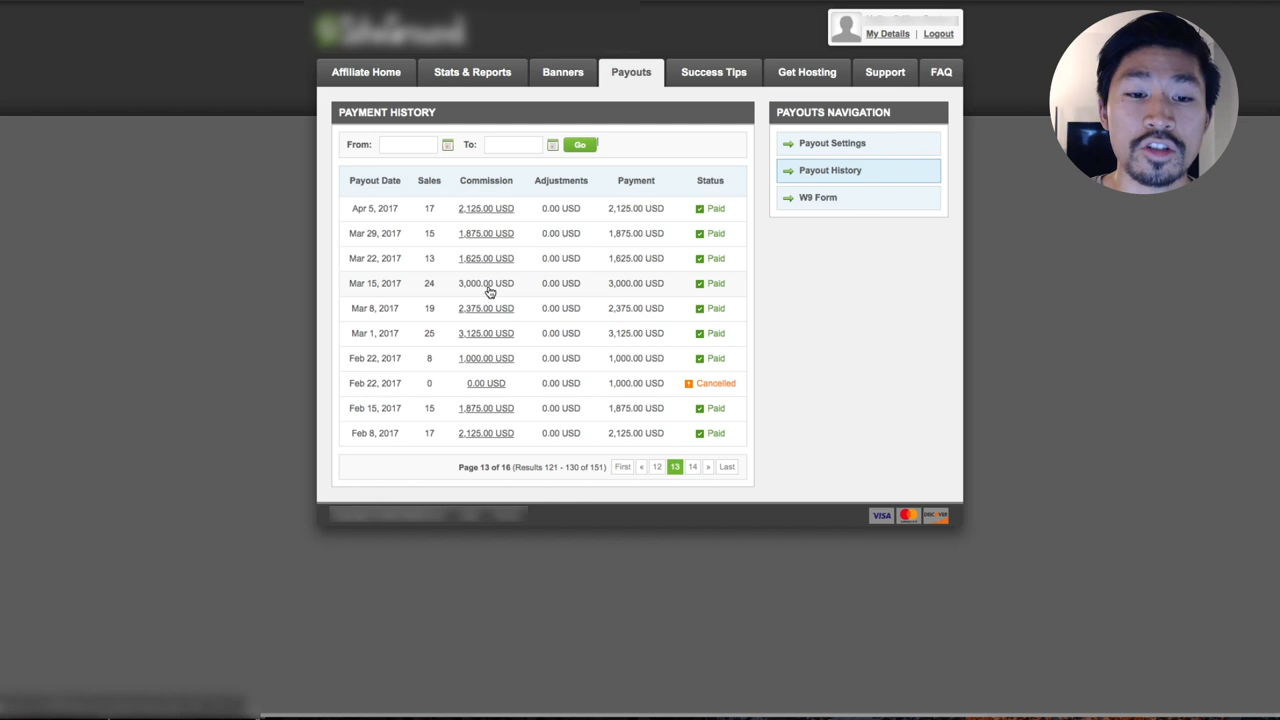 My Details | Logout
Affiliate Home Stats & Reports Banners Payouts Success Tips Get Hosting Support FAQ
PAYMENT HISTORY
From: To: Go
Payout Date Sales Commission Adjustments Payment Status
Apr 5, 2017 17 2,125.00 USD 0.00 USD 2,125.00 USD Paid
Mar 29, 2017 15 1,875.00 USD 0.00 USD 1,875.00 USD Paid
Mar 22, 2017 13 1,625.00 USD 0.00 USD 1,625.00 USD Paid
Mar 15, 2017 24 3,000.00 USD 0.00 USD 3,000.00 USD Paid
Mar 8, 2017 19 2,375.00 USD 0.00 USD 2,375.00 USD Paid
Mar 1, 2017 25 3,125.00 USD 0.00 USD 3,125.00 USD Paid
Feb 22, 2017 8 1,000.00 USD 0.00 USD 1,000.00 USD Paid
Feb 22, 2017 0 0.00 USD 0.00 USD 1,000.00 USD Cancelled
Feb 15, 2017 15 1,875.00 USD 0.00 USD 1,875.00 USD Paid
Feb 8, 2017 17 2,125.00 USD 0.00 USD 2,125.00 USD Paid
Page 13 of 16 (Results 121 - 130 of 151) First « 12 13 14 » Last
PAYOUTS NAVIGATION
Payout Settings
Payout History
W9 Form
VISA MasterCard DISCOVER